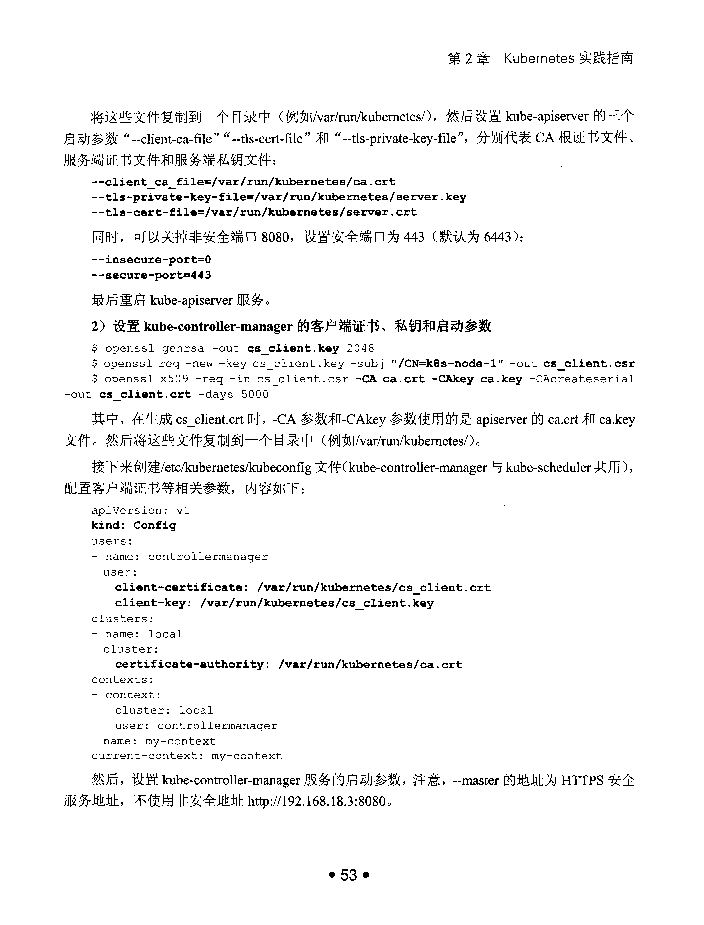 第 2 章 Kubernetes 实践指南
将这些文件复制到一个目录中（例如/var/run/kubernetes/），然后设置 kube-apiserver 的三个
启动参数“--client-ca-file”“--tls-cert-file”和“--tls-private-key-file”，分别代表 CA 根证书文件、
服务端证书文件和服务端私钥文件：
--client_ca_file=/var/run/kubernetes/ca.crt
--tls-private-key-file=/var/run/kubernetes/server.key
--tls-cert-file=/var/run/kubernetes/server.crt
同时，可以关掉非安全端口 8080，设置安全端口为 443（默认为 6443）：
--insecure-port=0
--secure-port=443
最后重启 kube-apiserver 服务。
2）设置 kube-controller-manager 的客户端证书、私钥和启动参数
$ openssl genrsa -out cs_client.key 2048
$ openssl req -new -key cs_client.key -subj "/CN=k8s-node-1" -out cs_client.csr
$ openssl x509 -req -in cs_client.csr -CA ca.crt -CAkey ca.key -CAcreateserial
-out cs_client.crt -days 5000
其中，在生成 cs_client.crt 时，-CA 参数和-CAkey 参数使用的是 apiserver 的 ca.crt 和 ca.key
文件。然后将这些文件复制到一个目录中（例如/var/run/kubernetes/）。
接下来创建/etc/kubernetes/kubeconfig 文件（kube-controller-manager 与 kube-scheduler 共用），
配置客户端证书等相关参数，内容如下：
apiVersion: v1
kind: Config
users:
- name: controllermanager
user:
client-certificate: /var/run/kubernetes/cs_client.crt
client-key: /var/run/kubernetes/cs_client.key
clusters:
- name: local
cluster:
certificate-authority: /var/run/kubernetes/ca.crt
contexts:
- context:
cluster: local
user: controllermanager
name: my-context
current-context: my-context
然后，设置 kube-controller-manager 服务的启动参数，注意，--master 的地址为 HTTPS 安全
服务地址，不使用非安全地址 http://192.168.18.3:8080。
• 53 •